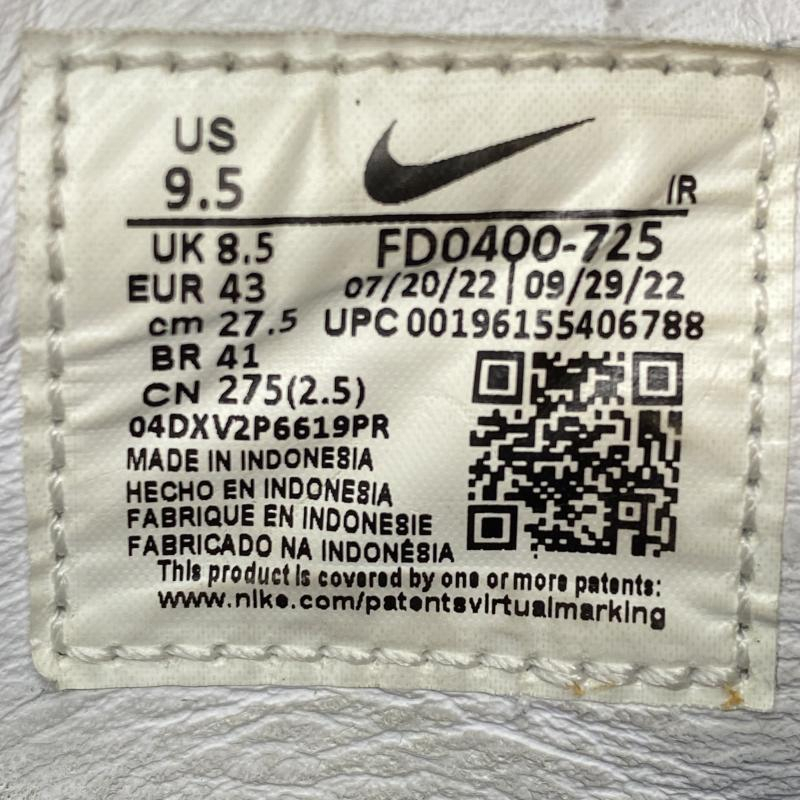 US
9.5
/R
UK 8.5
FD0400-725
EUR 43
07/20/22 | 09/29/22
cm 27.5
UPC 00196155406788
BR 41
CN 275(2.5)
04DXV2P6619PR
MADE IN INDONESIA
HECHO EN INDONESIA
FABRIQUE EN INDONESIE
FABRICADO NA INDONÉSIA
This product is covered by one or more patents:
www.nike.com/patentsvirtualmarking